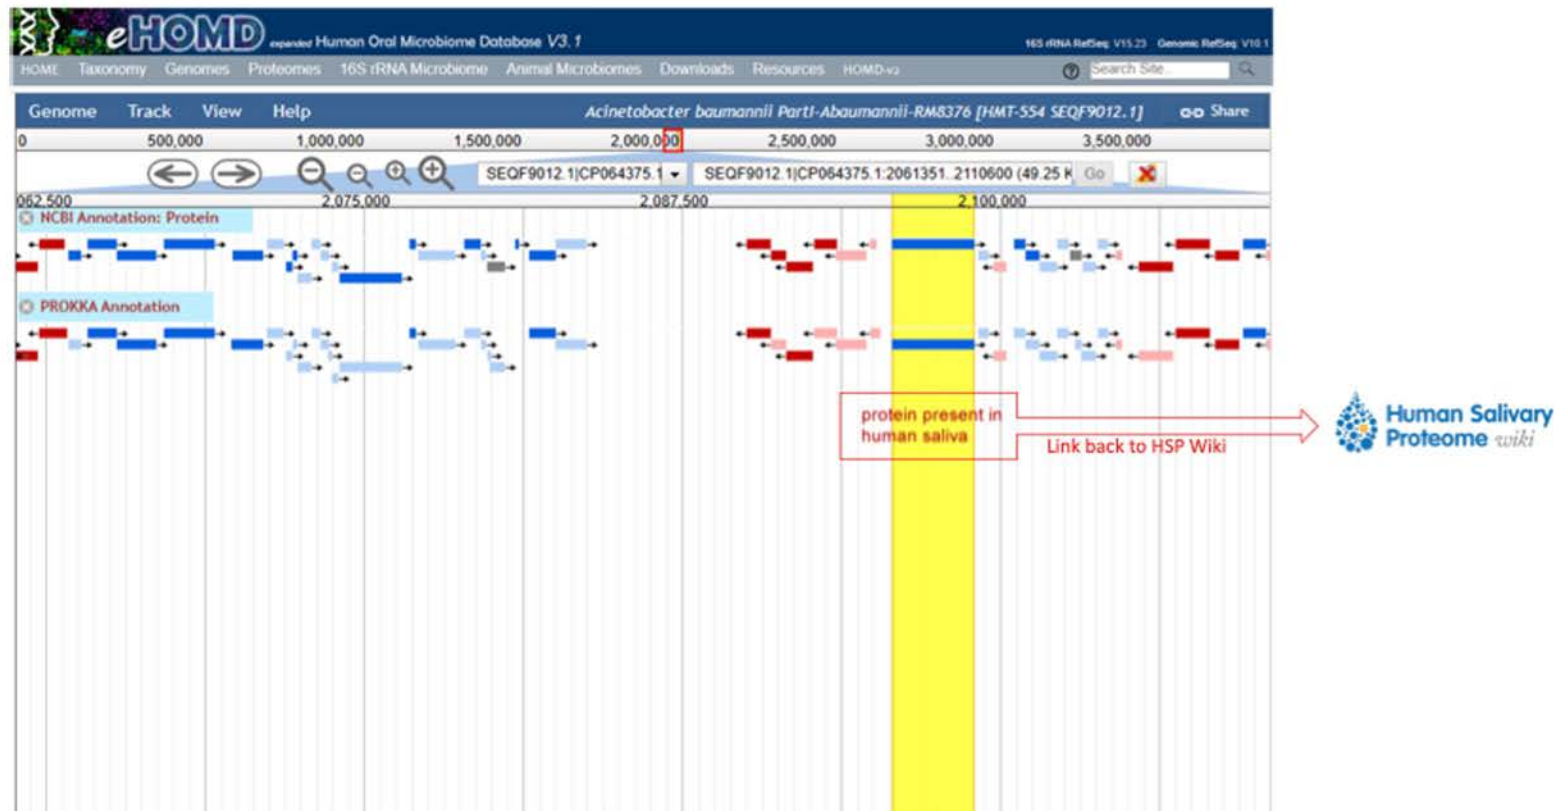 eHOMD expanded Human Oral Microbiome Database V3.1
16S rRNA RefSeq: V15.23 Genomic RefSeq: V10.1
HOME Taxonomy Genomes Proteomes 16S rRNA Microbiome Animal Microbiomes Downloads Resources HOMD-v2 Search Site..
Genome Track View Help Acinetobacter baumannii PartI-Abaumannii-RM8376 [HMT-554 SEQF9012.1] Share
0 500,000 1,000,000 1,500,000 2,000,000 2,500,000 3,000,000 3,500,000
SEQF9012.1|CP064375.1 SEQF9012.1|CP064375.1:2061351..2110600 (49.25 K Go
062,500 2,075,000 2,087,500 2,100,000
NCBI Annotation: Protein
PROKKA Annotation
protein present in
human saliva
Link back to HSP Wiki
Human Salivary
Proteome wiki